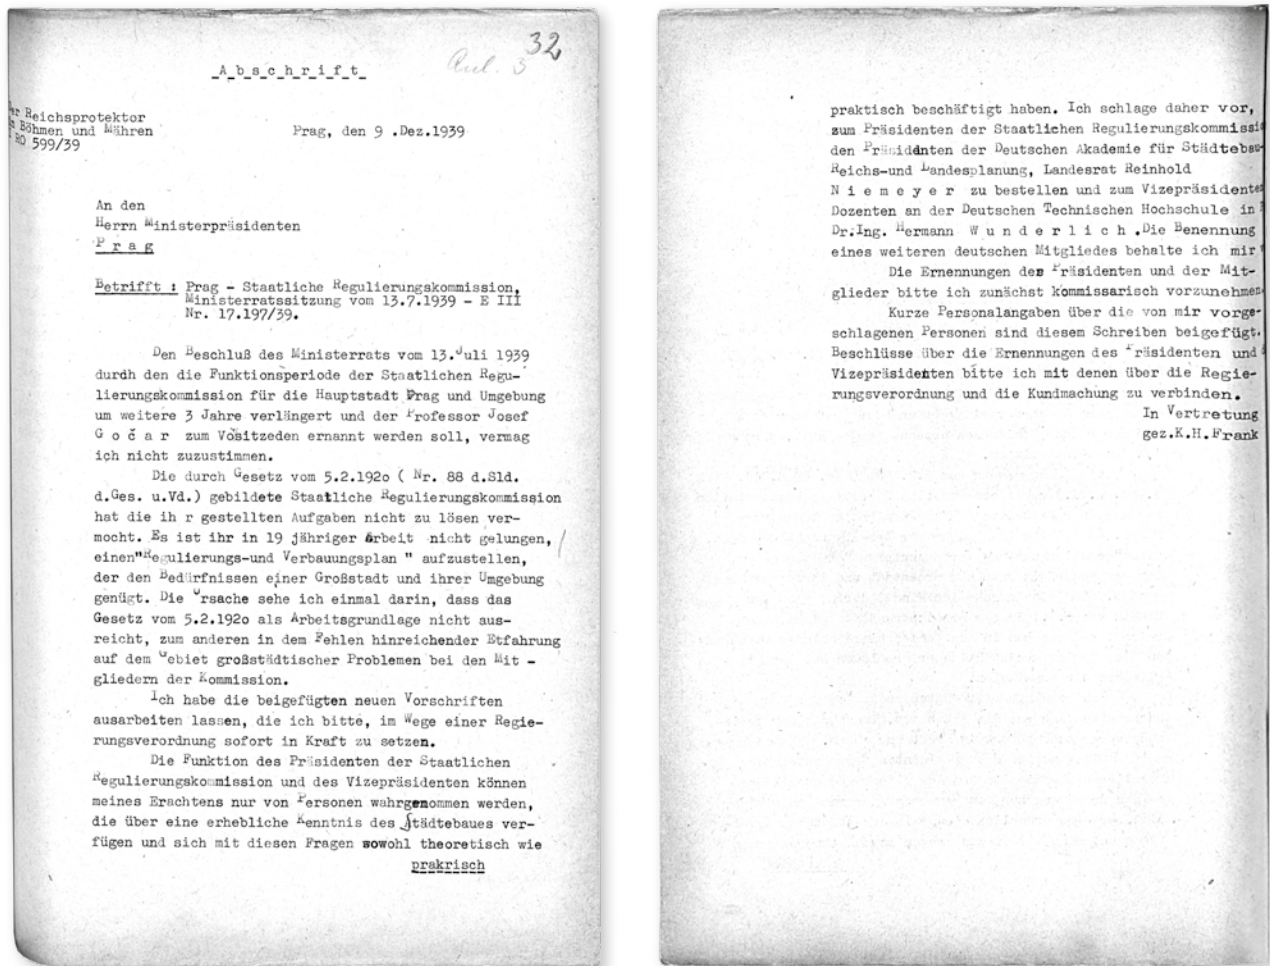 32
Anl. 3
A b s c h r i f t
Reichsprotektor
Böhmen und Mähren
RO 599/39
Prag, den 9 .Dez.1939
An den
Herrn Ministerpräsidenten
P r a g
Betrifft : Prag - Staatliche Regulierungskommission,
Ministerratssitzung vom 13.7.1939 - E III
Nr. 17.197/39.
Den Beschluß des Ministerrats vom 13.Juli 1939
durdh den die Funktionsperiode der Staatlichen Regu-
lierungskommission für die Hauptstadt Prag und Umgebung
um weitere 3 Jahre verlängert und der Professor Josef
G o č a r zum Vositzeden ernannt werden soll, vermag
ich nicht zuzustimmen.
Die durch Gesetz vom 5.2.192o ( Nr. 88 d.Sld.
d.Ges. u.Vd.) gebildete Staatliche Regulierungskommission
hat die ih r gestellten Aufgaben nicht zu lösen ver-
mocht. Es ist ihr in 19 jähriger Arbeit nicht gelungen,
einen"Regulierungs-und Verbauungsplan " aufzustellen,
der den Bedürfnissen einer Großstadt und ihrer Umgebung
genügt. Die Ursache sehe ich einmal darin, dass das
Gesetz vom 5.2.192o als Arbeitsgrundlage nicht aus-
reicht, zum anderen in dem Fehlen hinreichender Etfahrung
auf dem Gebiet großstädtischer Problemen bei den Mit -
gliedern der Kommission.
Ich habe die beigefügten neuen Vorschriften
ausarbeiten lassen, die ich bitte, im Wege einer Regie-
rungsverordnung sofort in Kraft zu setzen.
Die Funktion des Präsidenten der Staatlichen
Regulierungskommission und des Vizepräsidenten können
meines Erachtens nur von Personen wahrgenommen werden,
die über eine erhebliche Kenntnis des Städtebaues ver-
fügen und sich mit diesen Fragen sowohl theoretisch wie
prakrisch
praktisch beschäftigt haben. Ich schlage daher vor,
zum Präsidenten der Staatlichen Regulierungskommissi
den Präsidenten der Deutschen Akademie für Städtebau-
Reichs-und Landesplanung, Landesrat Reinhold
N i e m e y e r zu bestellen und zum Vizepräsidenten
Dozenten an der Deutschen Technischen Hochschule in
Dr.Ing. Hermann W u n d e r l i c h .Die Benennung
eines weiteren deutschen Mitgliedes behalte ich mir
Die Ernennungen des Präsidenten und der Mit-
glieder bitte ich zunächst kommissarisch vorzunehmen.
Kurze Personalangaben über die von mir vorge-
schlagenen Personen sind diesem Schreiben beigefügt.
Beschlüsse über die Ernennungen des Präsidenten und
Vizepräsidenten bitte ich mit denen über die Regie-
rungsverordnung und die Kundmachung zu verbinden.
In Vertretung
gez.K.H.Frank